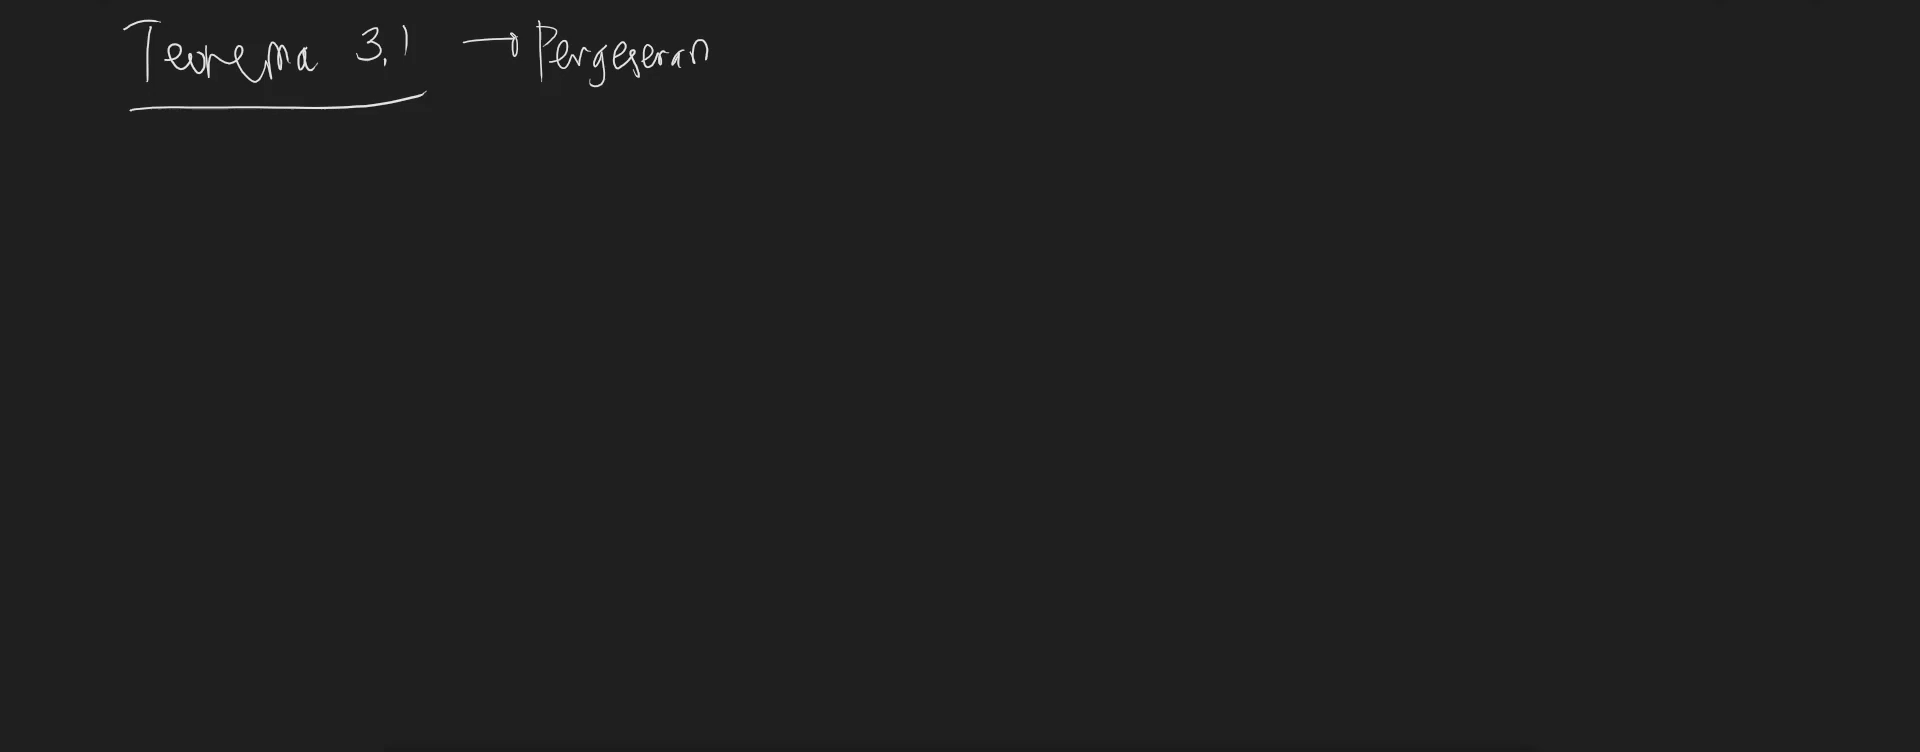 Teorema 3.1 → Pergeseran